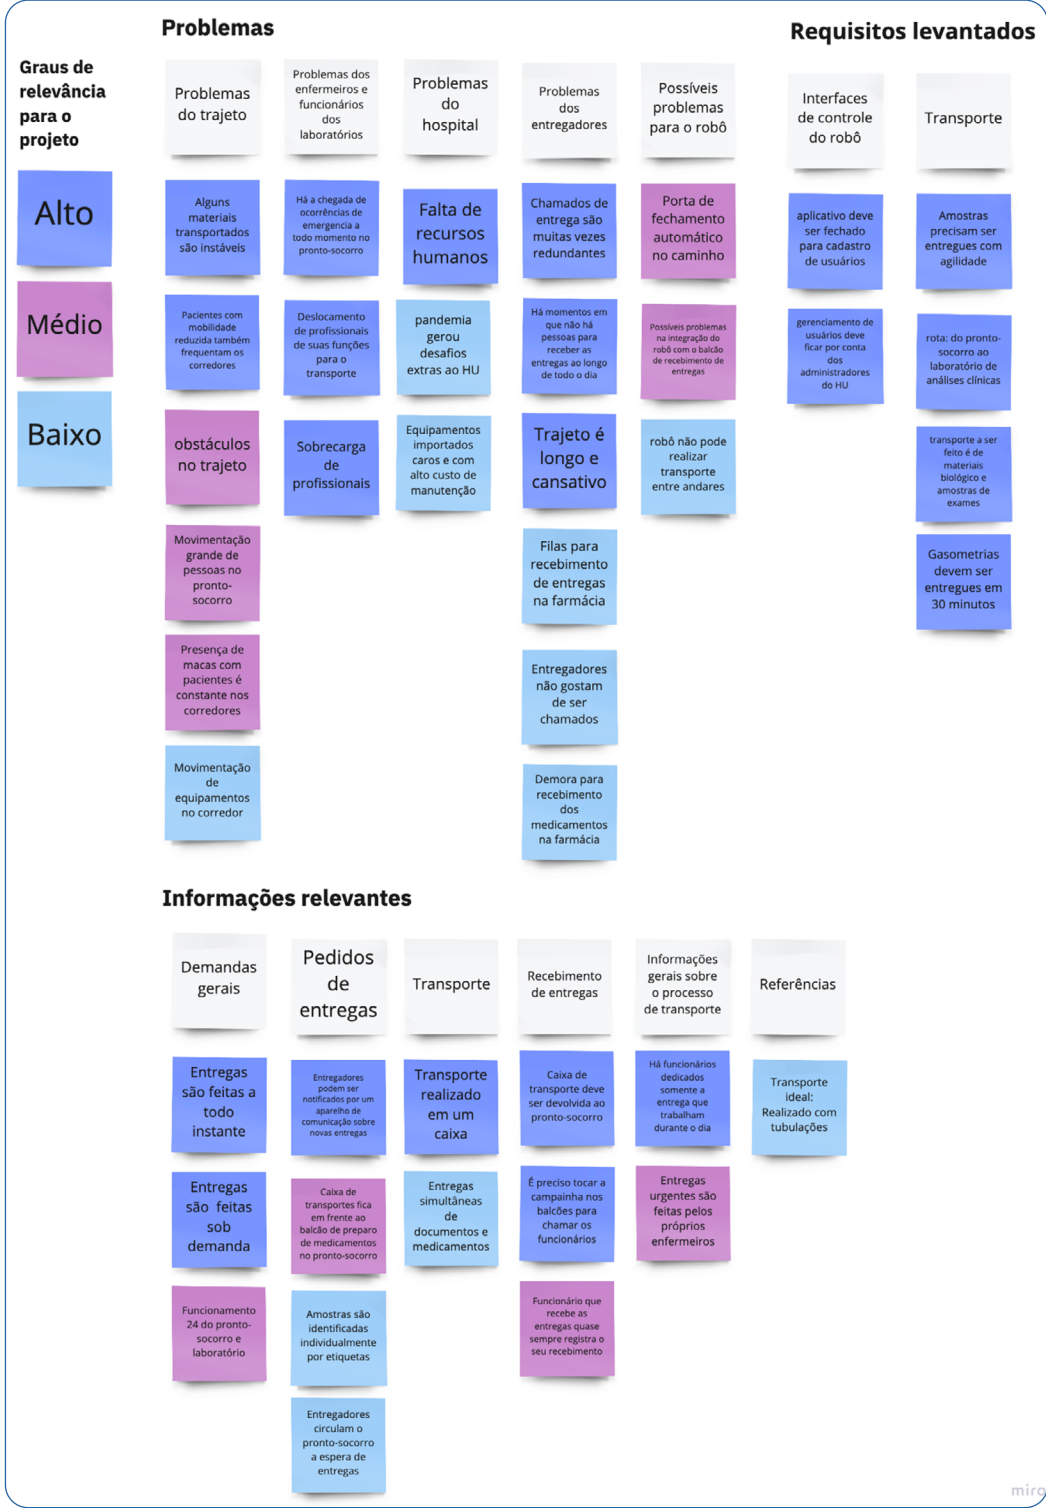 Problemas
Requisitos levantados
Graus de
relevância
para o
projeto
Alto
Médio
Baixo
Problemas
do trajeto
Alguns
materiais
transportados
são instáveis
Pacientes com
mobilidade
reduzida também
frequentam os
corredores
obstáculos
no trajeto
Movimentação
grande de
pessoas no
pronto-
socorro
Presença de
macas com
pacientes é
constante nos
corredores
Movimentação
de
equipamentos
no corredor
Problemas dos
enfermeiros e
funcionários
dos
laboratórios
Há a chegada de
ocorrências de
emergencia a
todo momento no
pronto-socorro
Deslocamento
de profissionais
de suas funções
para o
transporte
Sobrecarga
de
profissionais
Problemas
do
hospital
Falta de
recursos
humanos
pandemia
gerou
desafios
extras ao HU
Equipamentos
importados
caros e com
alto custo de
manutenção
Problemas
dos
entregadores
Chamados de
entrega são
muitas vezes
redundantes
Há momentos em
que não há
pessoas para
receber as
entregas ao longo
de todo o dia
Trajeto é
longo e
cansativo
Filas para
recebimento
de entregas
na farmácia
Entregadores
não gostam
de ser
chamados
Demora para
recebimento
dos
medicamentos
na farmácia
Possíveis
problemas
para o robô
Porta de
fechamento
automático
no caminho
Possíveis problemas
na integração do
robô com o balcão
de recebimento de
entregas
robô não pode
realizar
transporte
entre andares
Interfaces
de controle
do robô
aplicativo deve
ser fechado
para cadastro
de usuários
gerenciamento de
usuários deve
ficar por conta
dos
administradores
do HU
Transporte
Amostras
precisam ser
entregues com
agilidade
rota: do pronto-
socorro ao
laboratório de
análises clínicas
transporte a ser
feito é de
materiais
biológico e
amostras de
exames
Gasometrias
devem ser
entregues em
30 minutos
Informações relevantes
Demandas
gerais
Entregas
são feitas a
todo
instante
Entregas
são feitas
sob
demanda
Funcionamento
24 do pronto-
socorro e
laboratório
Pedidos
de
entregas
Entregadores
podem ser
notificados por um
aparelho de
comunicação sobre
novas entregas
Caixa de
transportes fica
em frente ao
balcão de preparo
de medicamentos
no pronto-socorro
Amostras são
identificadas
individualmente
por etiquetas
Entregadores
circulam o
pronto-socorro
a espera de
entregas
Transporte
Transporte
realizado
em um
caixa
Entregas
simultâneas
de
documentos e
medicamentos
Recebimento
de entregas
Caixa de
transporte deve
ser devolvida ao
pronto-socorro
É preciso tocar a
campainha nos
balcões para
chamar os
funcionários
Funcionário que
recebe as
entregas quase
sempre registra o
seu recebimento
Informações
gerais sobre
o processo
de transporte
Há funcionários
dedicados
somente a
entrega que
trabalham
durante o dia
Entregas
urgentes são
feitas pelos
próprios
enfermeiros
Referências
Transporte
ideal:
Realizado com
tubulações
miro